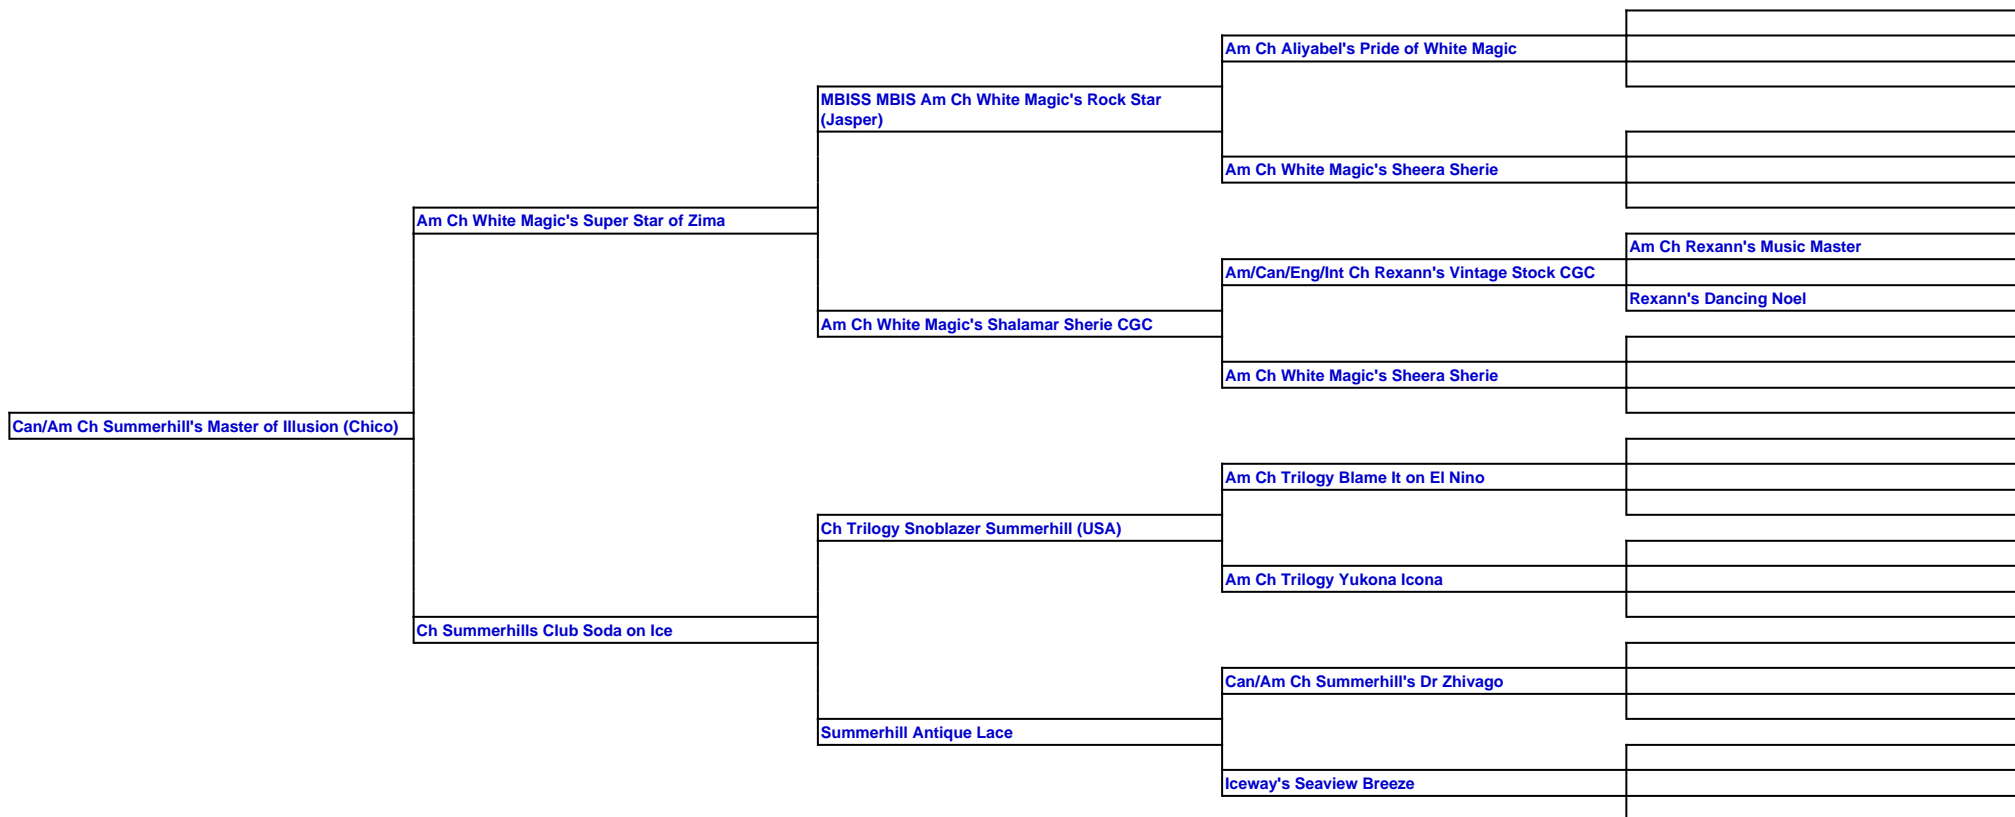 Am Ch Aliyabel's Pride of White Magic
MBISS MBIS Am Ch White Magic's Rock Star
(Jasper)
Am Ch White Magic's Sheera Sherie
Am Ch White Magic's Super Star of Zima
Am Ch Rexann's Music Master
Am/Can/Eng/Int Ch Rexann's Vintage Stock CGC
Rexann's Dancing Noel
Am Ch White Magic's Shalamar Sherie CGC
Am Ch White Magic's Sheera Sherie
Can/Am Ch Summerhill's Master of Illusion (Chico)
Am Ch Trilogy Blame It on El Nino
Ch Trilogy Snoblazer Summerhill (USA)
Am Ch Trilogy Yukona Icona
Ch Summerhills Club Soda on Ice
Can/Am Ch Summerhill's Dr Zhivago
Summerhill Antique Lace
Iceway's Seaview Breeze